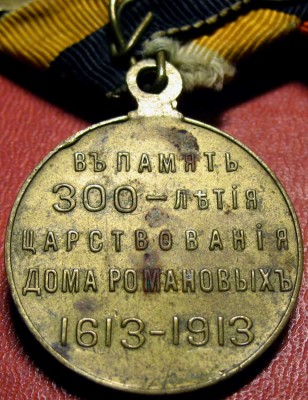 ВЪ ПАМЯТЬ
300-ЛѢТІЯ
ЦАРСТВОВАНІЯ
ДОМА РОМАНОВЫХЪ
1613-1913